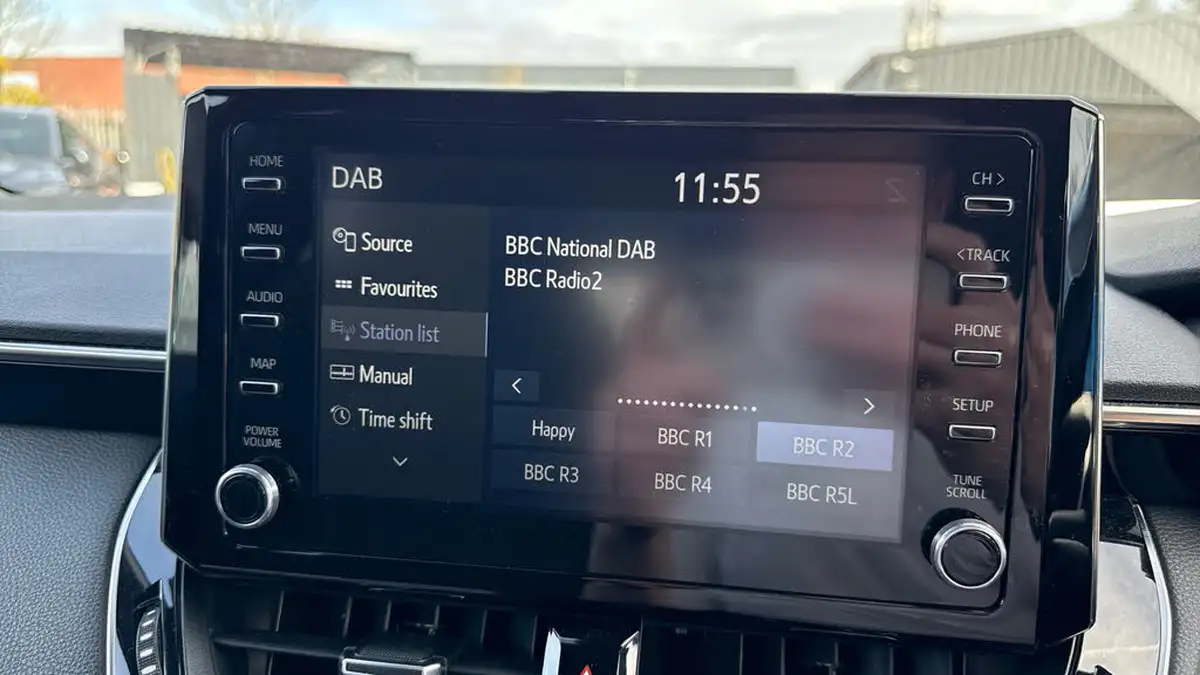 HOME
MENU
AUDIO
MAP
POWER
VOLUME
DAB
11:55
Source
Favourites
Station list
Manual
Time shift
BBC National DAB
BBC Radio2
<
>
Happy
BBC R1
BBC R2
BBC R3
BBC R4
BBC R5L
CH >
< TRACK
PHONE
SETUP
TUNE
SCROLL